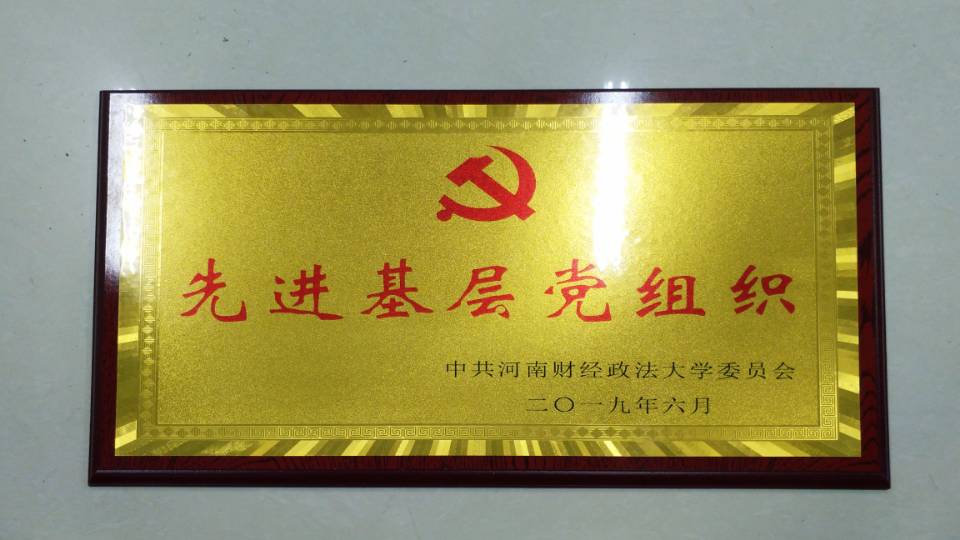 先进基层党组织
中共河南财经政法大学委员会
二〇一九年六月